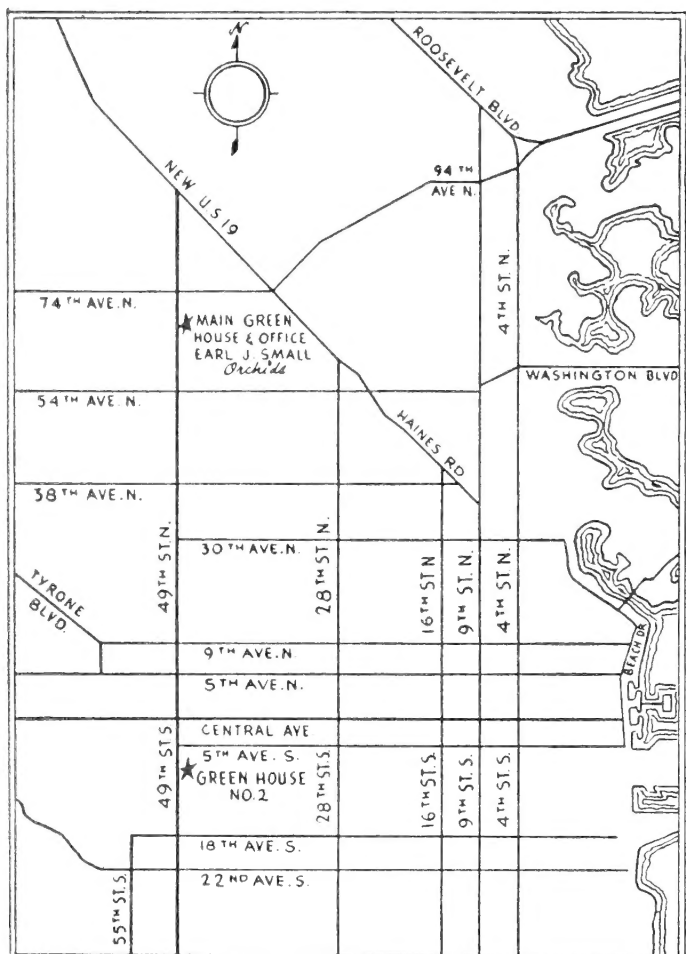 N
ROOSEVELT BLVD
NEW U.S 19
94TH
AVE N.
4TH ST. N.
74TH AVE. N.
MAIN GREEN
HOUSE & OFFICE
EARL J. SMALL
Orchids
WASHINGTON BLVD
54TH AVE. N.
HAINES RD
38TH AVE. N.
49TH ST. N.
30TH AVE. N.
28TH ST. N.
16TH ST N
9TH ST. N.
4TH ST. N.
TYRONE
BLVD.
9TH AVE. N.
BEACH DR
5TH AVE. N.
CENTRAL AVE
49TH ST S
5TH AVE. S.
GREEN HOUSE
NO. 2
28TH ST. S.
16TH ST. S.
9TH ST. S.
4TH ST. S.
18TH AVE. S.
22ND AVE. S.
55TH ST. S.